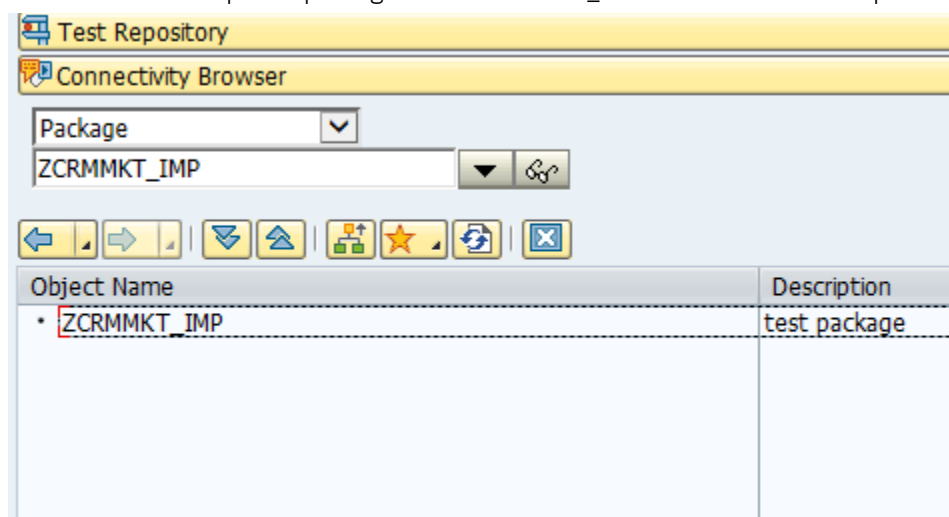 Test Repository
Connectivity Browser
Package
ZCRMMKT_IMP
Object Name Description
ZCRMMKT_IMP test package